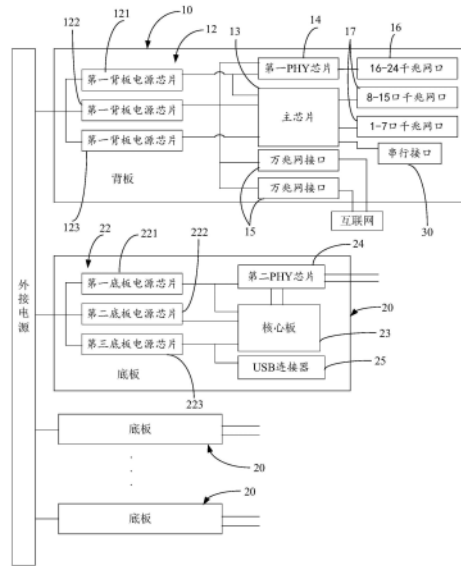 121
10
122
12
13
14
17
16
第一背板电源芯片
第一PHY芯片
16-24千兆网口
第一背板电源芯片
主芯片
8-15口千兆网口
1-7口千兆网口
第一背板电源芯片
万兆网接口
串行接口
背板
万兆网接口
123
15
互联网
30
22
221
222
24
第一底板电源芯片
第二PHY芯片
20
第二底板电源芯片
核心板
23
第三底板电源芯片
USB连接器
25
底板
223
外接电源
底板
20
20
底板